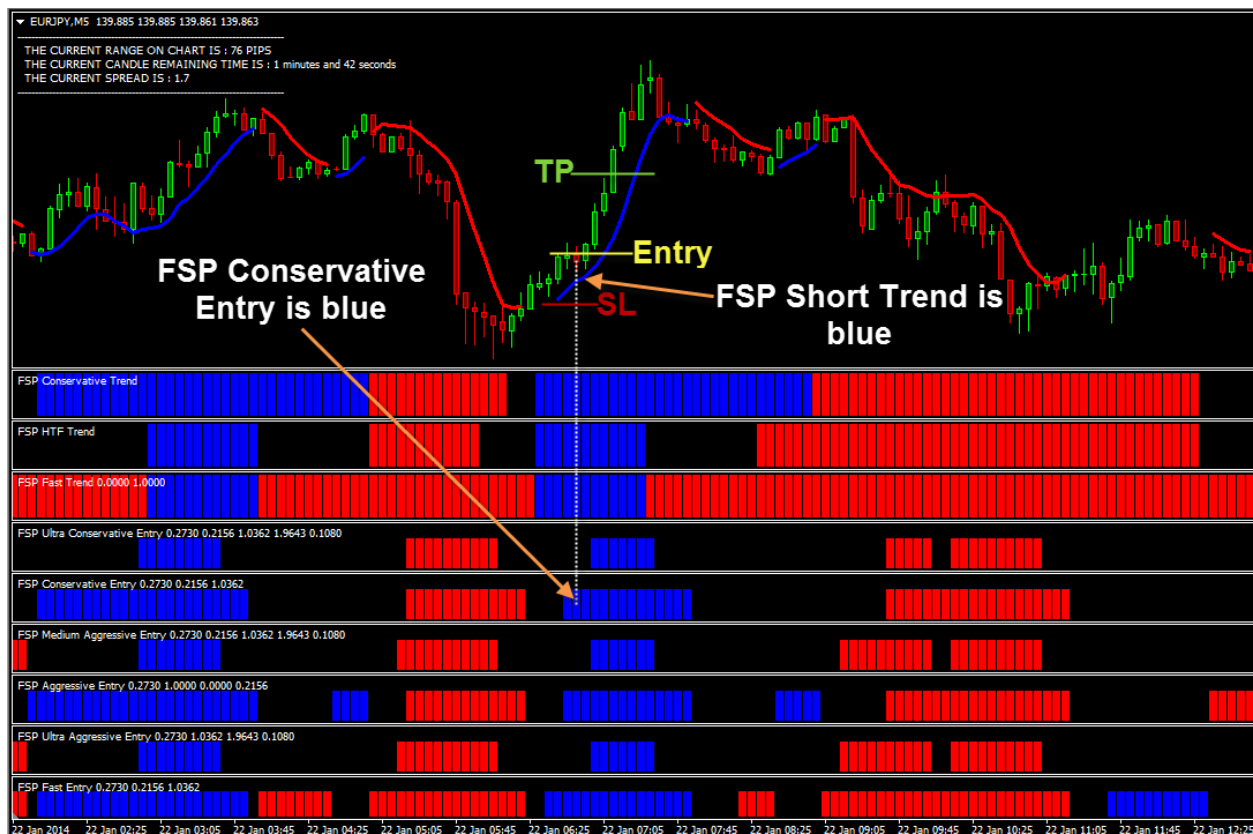 EURJPY,M5 139.885 139.885 139.861 139.863
THE CURRENT RANGE ON CHART IS : 76 PIPS
THE CURRENT CANDLE REMAINING TIME IS : 1 minutes and 42 seconds
THE CURRENT SPREAD IS : 1.7
TP
Entry
SL
FSP Conservative
Entry is blue
FSP Short Trend is
blue
FSP Conservative Trend
FSP HTF Trend
FSP Fast Trend 0.0000 1.0000
FSP Ultra Conservative Entry 0.2730 0.2156 1.0362 1.9643 0.1080
FSP Conservative Entry 0.2730 0.2156 1.0362
FSP Medium Aggressive Entry 0.2730 0.2156 1.0362 1.9643 0.1080
FSP Aggressive Entry 0.2730 1.0000 0.0000 0.2156
FSP Ultra Aggressive Entry 0.2730 1.0362 1.9643 0.1080
FSP Fast Entry 0.2730 0.2156 1.0362
22 Jan 2014 22 Jan 02:25 22 Jan 03:05 22 Jan 03:45 22 Jan 04:25 22 Jan 05:05 22 Jan 05:45 22 Jan 06:25 22 Jan 07:05 22 Jan 07:45 22 Jan 08:25 22 Jan 09:05 22 Jan 09:45 22 Jan 10:25 22 Jan 11:05 22 Jan 11:45 22 Jan 12:25